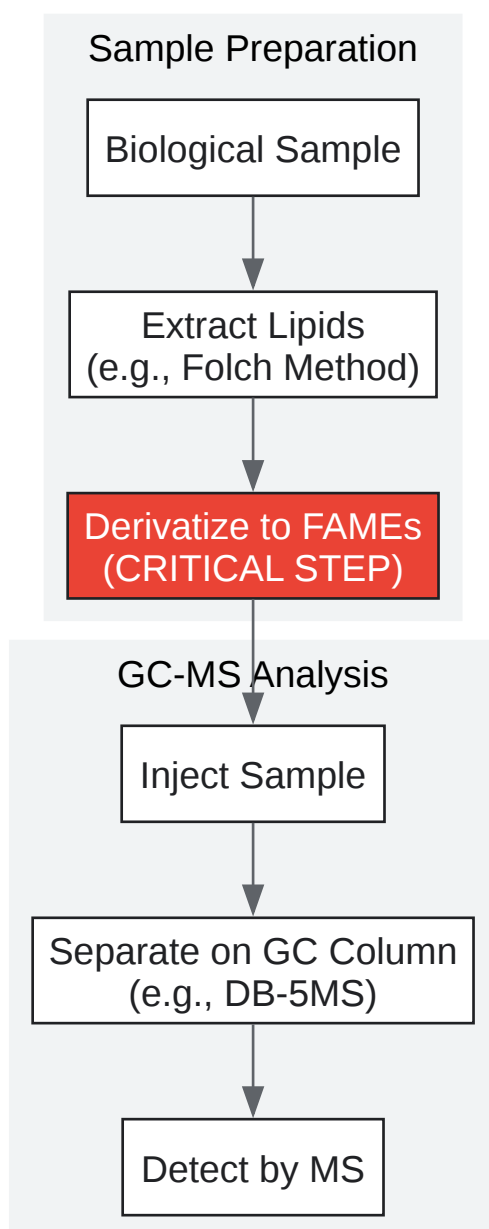 Sample Preparation
Biological Sample
Extract Lipids
(e.g., Folch Method)
Derivatize to FAMEs
(CRITICAL STEP)
GC-MS Analysis
Inject Sample
Separate on GC Column
(e.g., DB-5MS)
Detect by MS